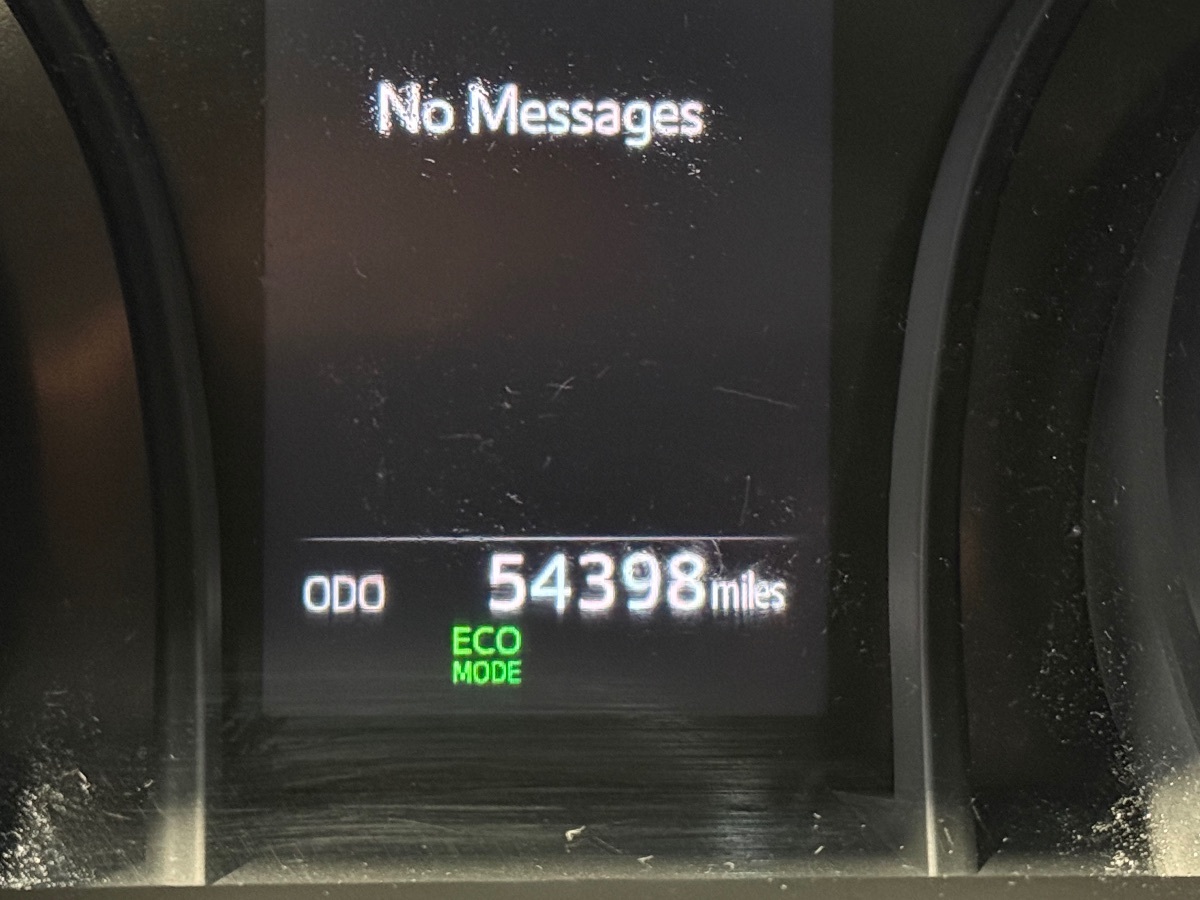 No Messages
ODO 54398 miles
ECO
MODE